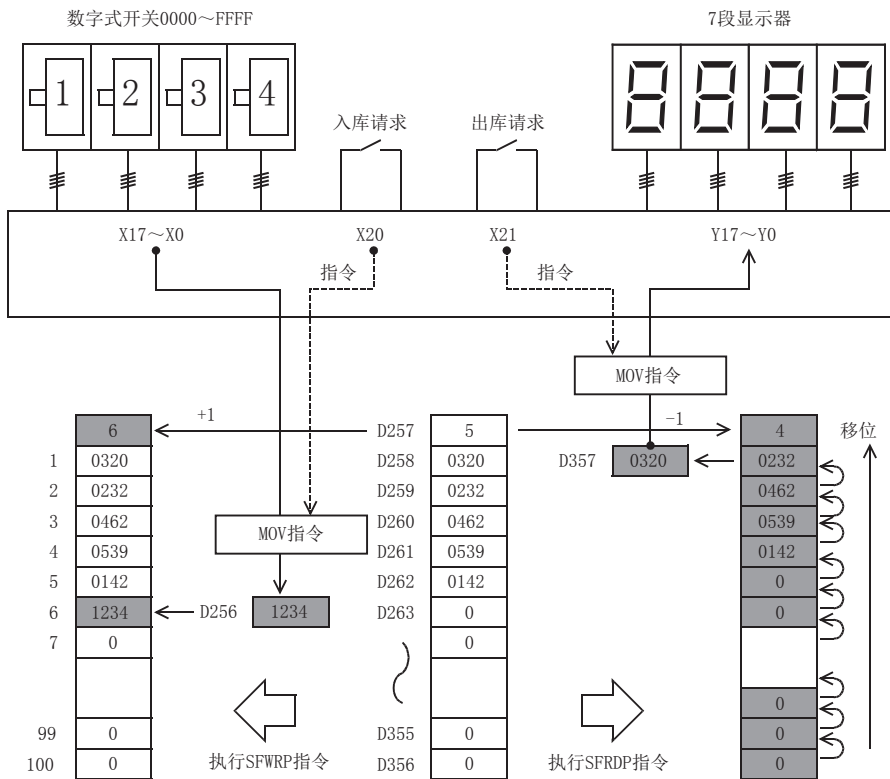 数字式开关0000～FFFF
7段显示器
1 2 3 4
8 8 8 8
入库请求 出库请求
X17～X0 X20 X21 Y17～Y0
指令 指令
MOV指令
+1 -1
6 D257 5 4 移位
1 0320 D258 0320 D357 0320 0232
2 0232 D259 0232 0462
3 0462 D260 0462 0539
MOV指令
4 0539 D261 0539 0142
5 0142 D262 0142 0
6 1234 D256 1234 D263 0 0
7 0 0
0
99 0 D355 0 0
100 0 D356 0 0
执行SFWRP指令 执行SFRDP指令